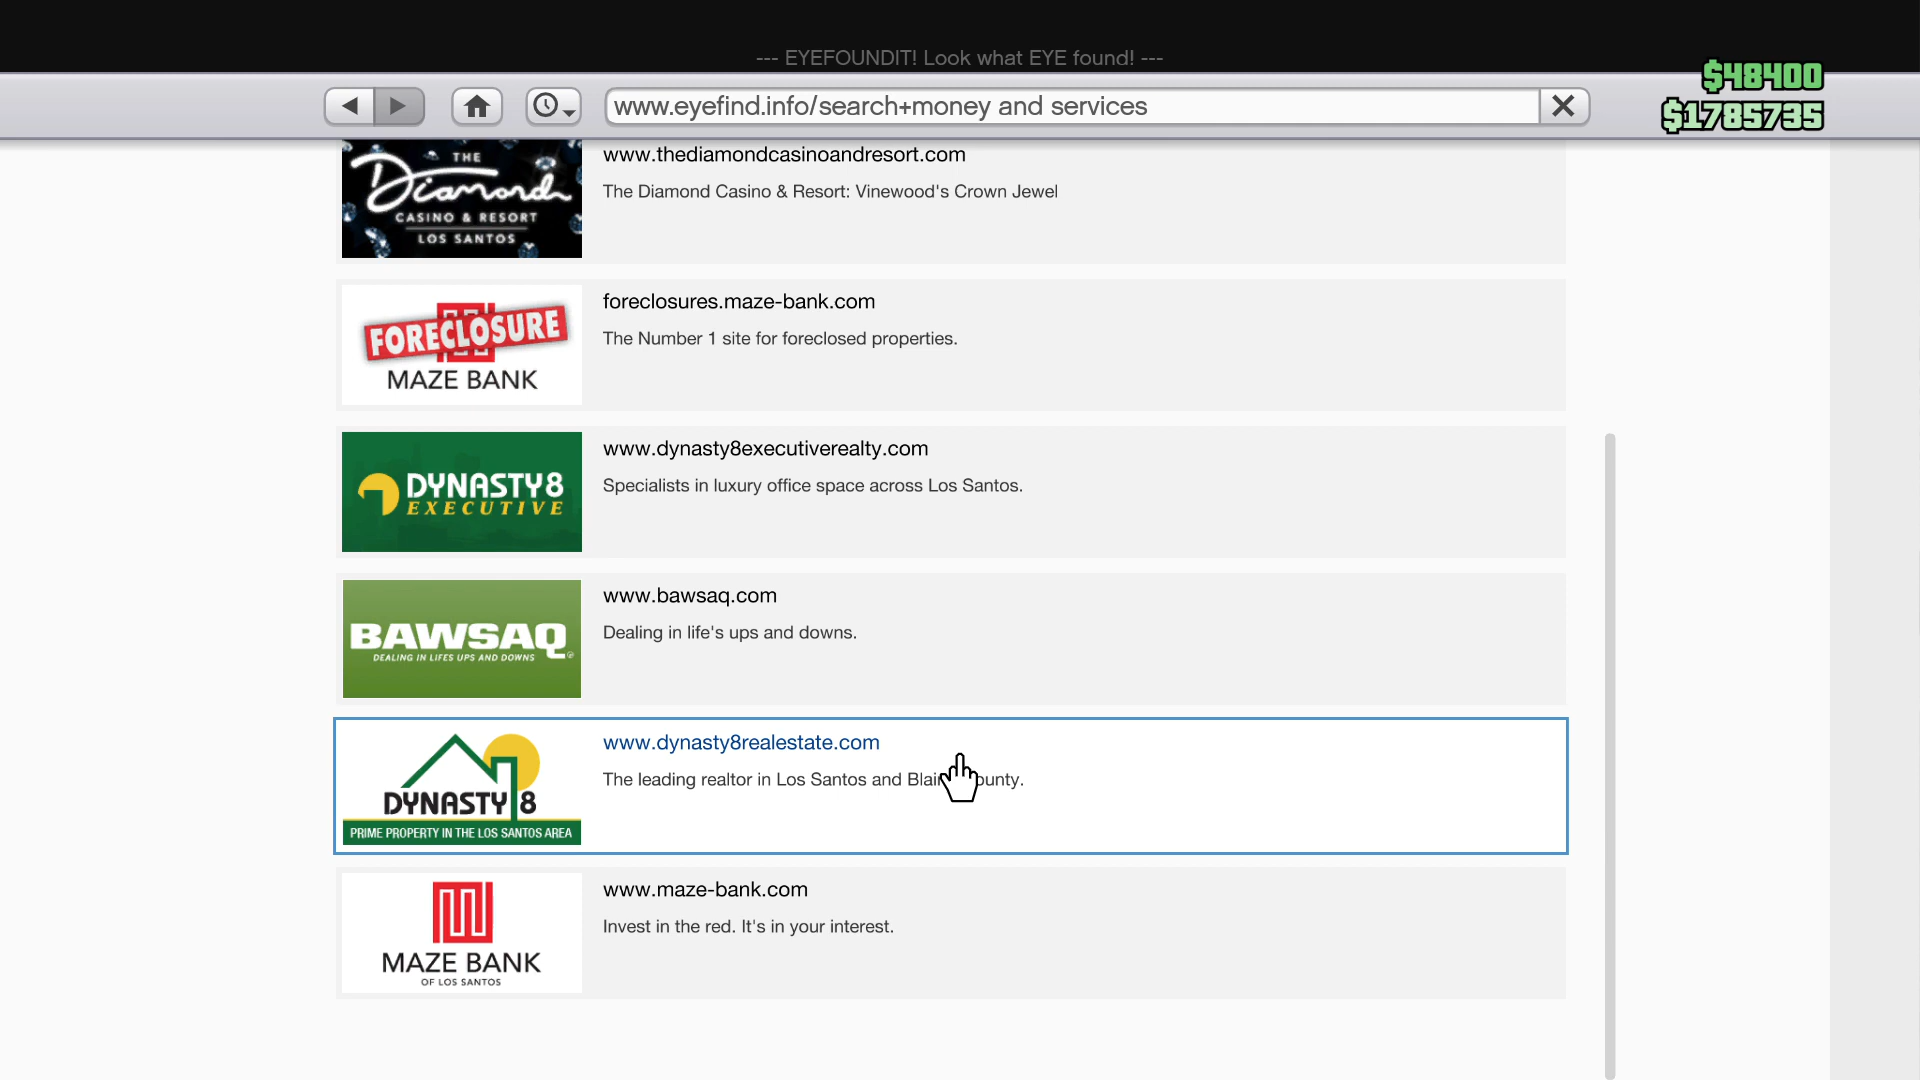 --- EYEFOUNDIT! Look what EYE found! ---
$48400
www.eyefind.info/search+money and services
$1785735
THE
Diamond
CASINO & RESORT
LOS SANTOS
www.thediamondcasinoandresort.com
The Diamond Casino & Resort: Vinewood's Crown Jewel
FORECLOSURE
MAZE BANK
foreclosures.maze-bank.com
The Number 1 site for foreclosed properties.
DYNASTY8
EXECUTIVE
www.dynasty8executiverealty.com
Specialists in luxury office space across Los Santos.
BAWSAQ
DEALING IN LIFES UPS AND DOWNS
www.bawsaq.com
Dealing in life's ups and downs.
DYNASTY 8
PRIME PROPERTY IN THE LOS SANTOS AREA
www.dynasty8realestate.com
The leading realtor in Los Santos and
MAZE BANK
OF LOS SANTOS
www.maze-bank.com
Invest in the red. It's in your interest.